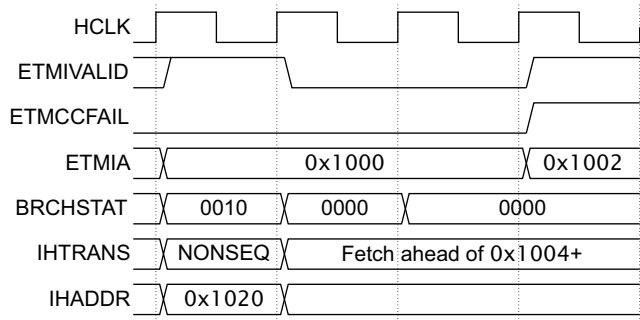 HCLK
ETMIVALID
ETMCCFAIL
ETMIA 0x1000 0x1002
BRCHSTAT 0010 0000 0000
IHTRANS NONSEQ Fetch ahead of 0x1004+
IHADDR 0x1020